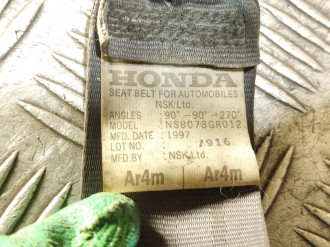 HONDA
SEAT BELT FOR AUTOMOBILES
NSK Ltd.
ANGLES : 90°-90°-270°
MODEL : NSB073GR012
MFD. DATE : 1997
LOT NO. : 1916
MFD.BY : NSK Ltd.
Ar4m Ar4m